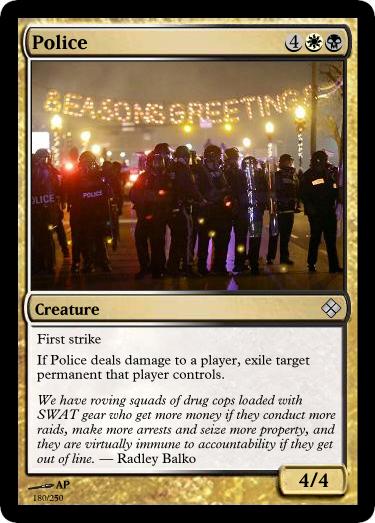 Police 4
SEASONS GREETINGS
POLICE
POLICE
Creature
First strike
If Police deals damage to a player, exile target
permanent that player controls.
We have roving squads of drug cops loaded with
SWAT gear who get more money if they conduct more
raids, make more arrests and seize more property, and
they are virtually immune to accountability if they get
out of line. — Radley Balko
4/4
AP
180/250